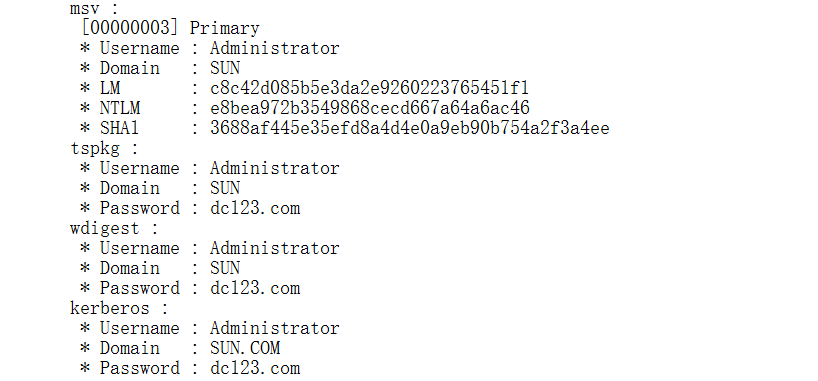 msv :
[00000003] Primary
* Username : Administrator
* Domain   : SUN
* LM       : c8c42d085b5e3da2e9260223765451f1
* NTLM     : e8bea972b3549868cecd667a64a6ac46
* SHA1     : 3688af445e35efd8a4d4e0a9eb90b754a2f3a4ee
tspkg :
* Username : Administrator
* Domain   : SUN
* Password : dc123.com
wdigest :
* Username : Administrator
* Domain   : SUN
* Password : dc123.com
kerberos :
* Username : Administrator
* Domain   : SUN.COM
* Password : dc123.com